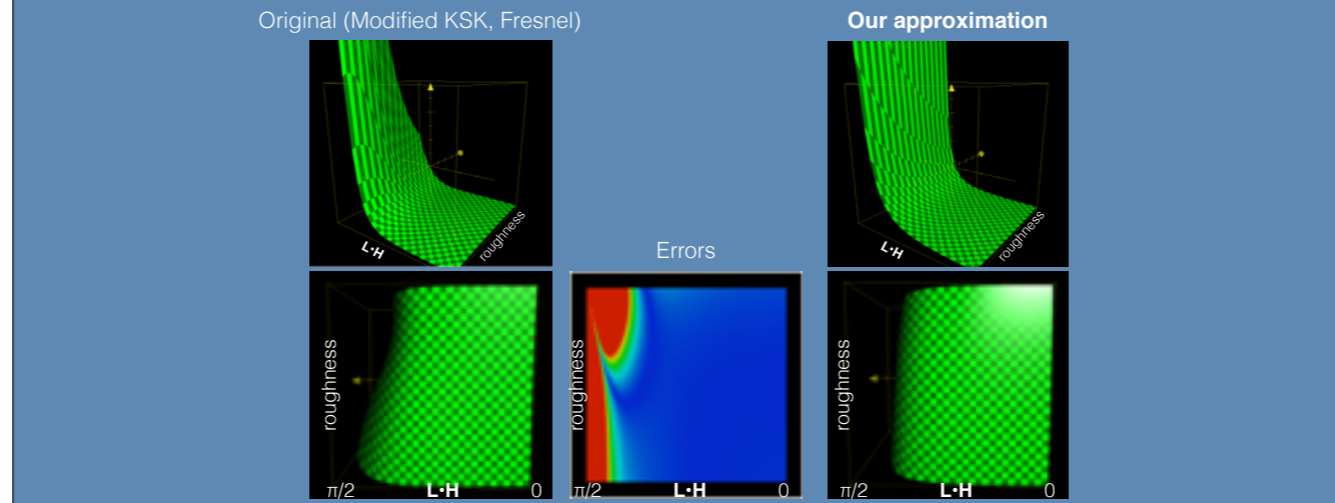 Original (Modified KSK, Fresnel)
Our approximation
L•H
roughness
L•H
roughness
Errors
roughness
π/2
L•H
0
roughness
π/2
L•H
0
roughness
π/2
L•H
0